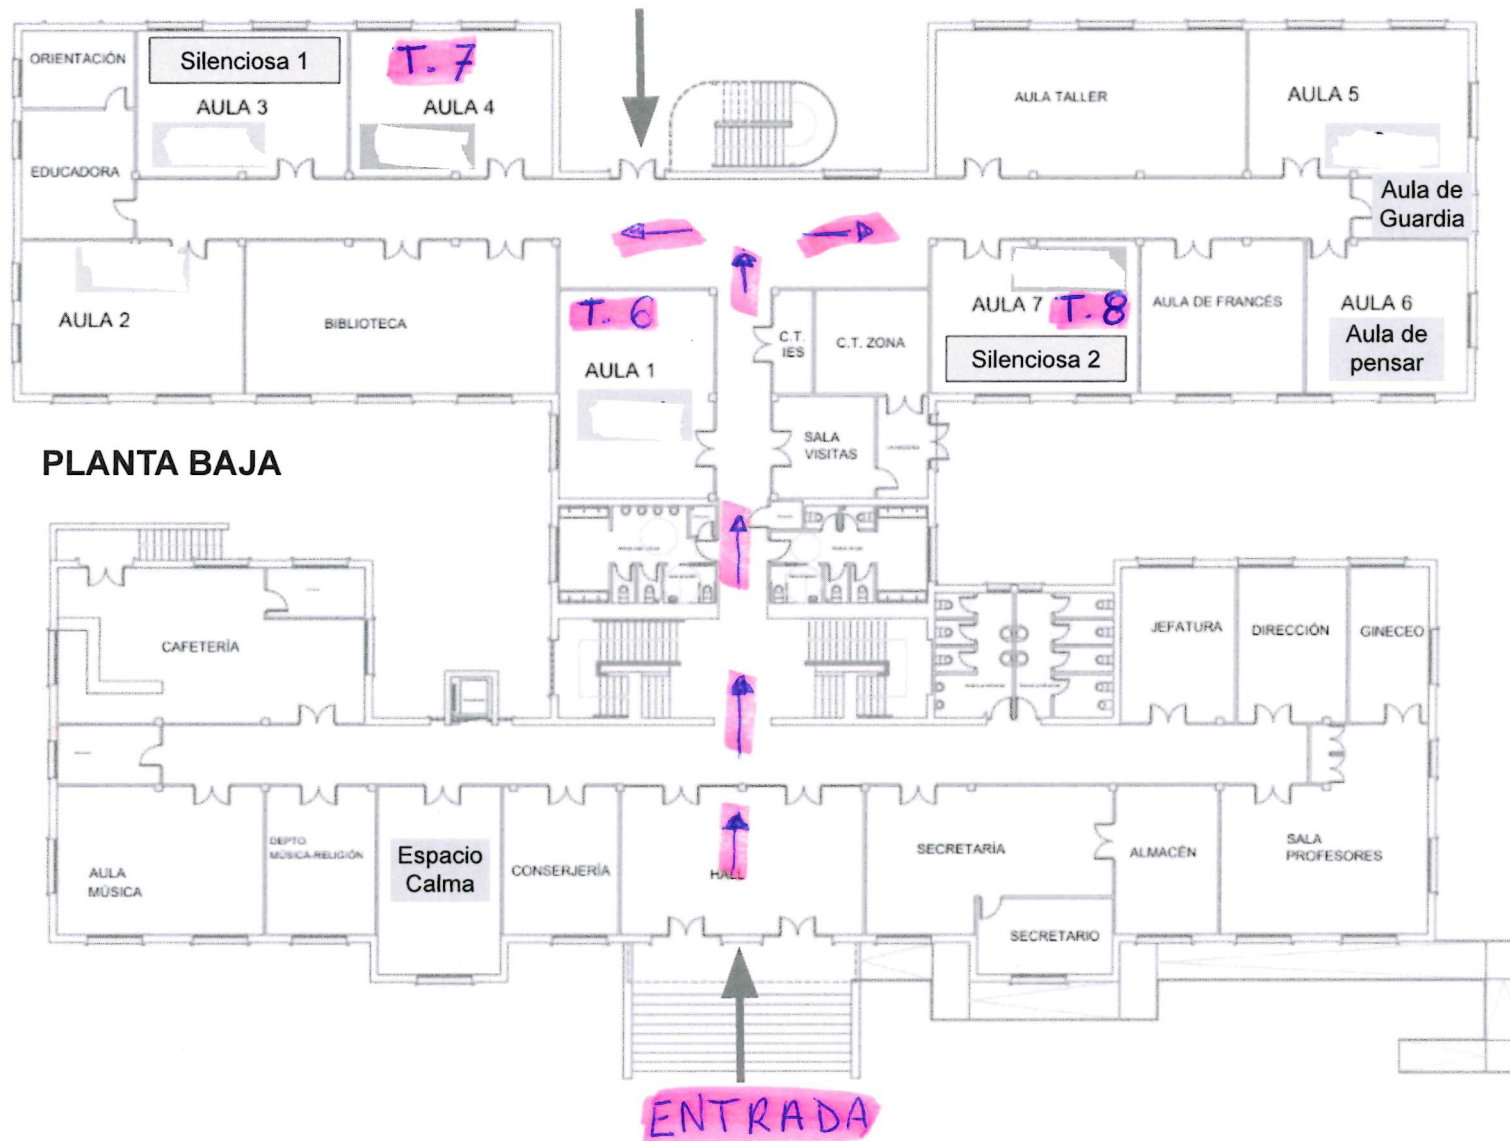 ORIENTACIÓN
Silenciosa 1
AULA 3
T. 7
AULA 4
AULA TALLER
AULA 5
EDUCADORA
Aula de
Guardia
AULA 2
BIBLIOTECA
T. 6
AULA 1
C.T.
IES
C.T. ZONA
AULA 7
T. 8
Silenciosa 2
AULA DE FRANCÉS
AULA 6
Aula de
pensar
SALA
VISITAS
PLANTA BAJA
CAFETERÍA
JEFATURA
DIRECCIÓN
GINECEO
AULA
MÚSICA
DEPTO.
MÚSICA-RELIGIÓN
Espacio
Calma
CONSERJERÍA
HALL
SECRETARÍA
SECRETARIO
ALMACÉN
SALA
PROFESORES
ENTRADA